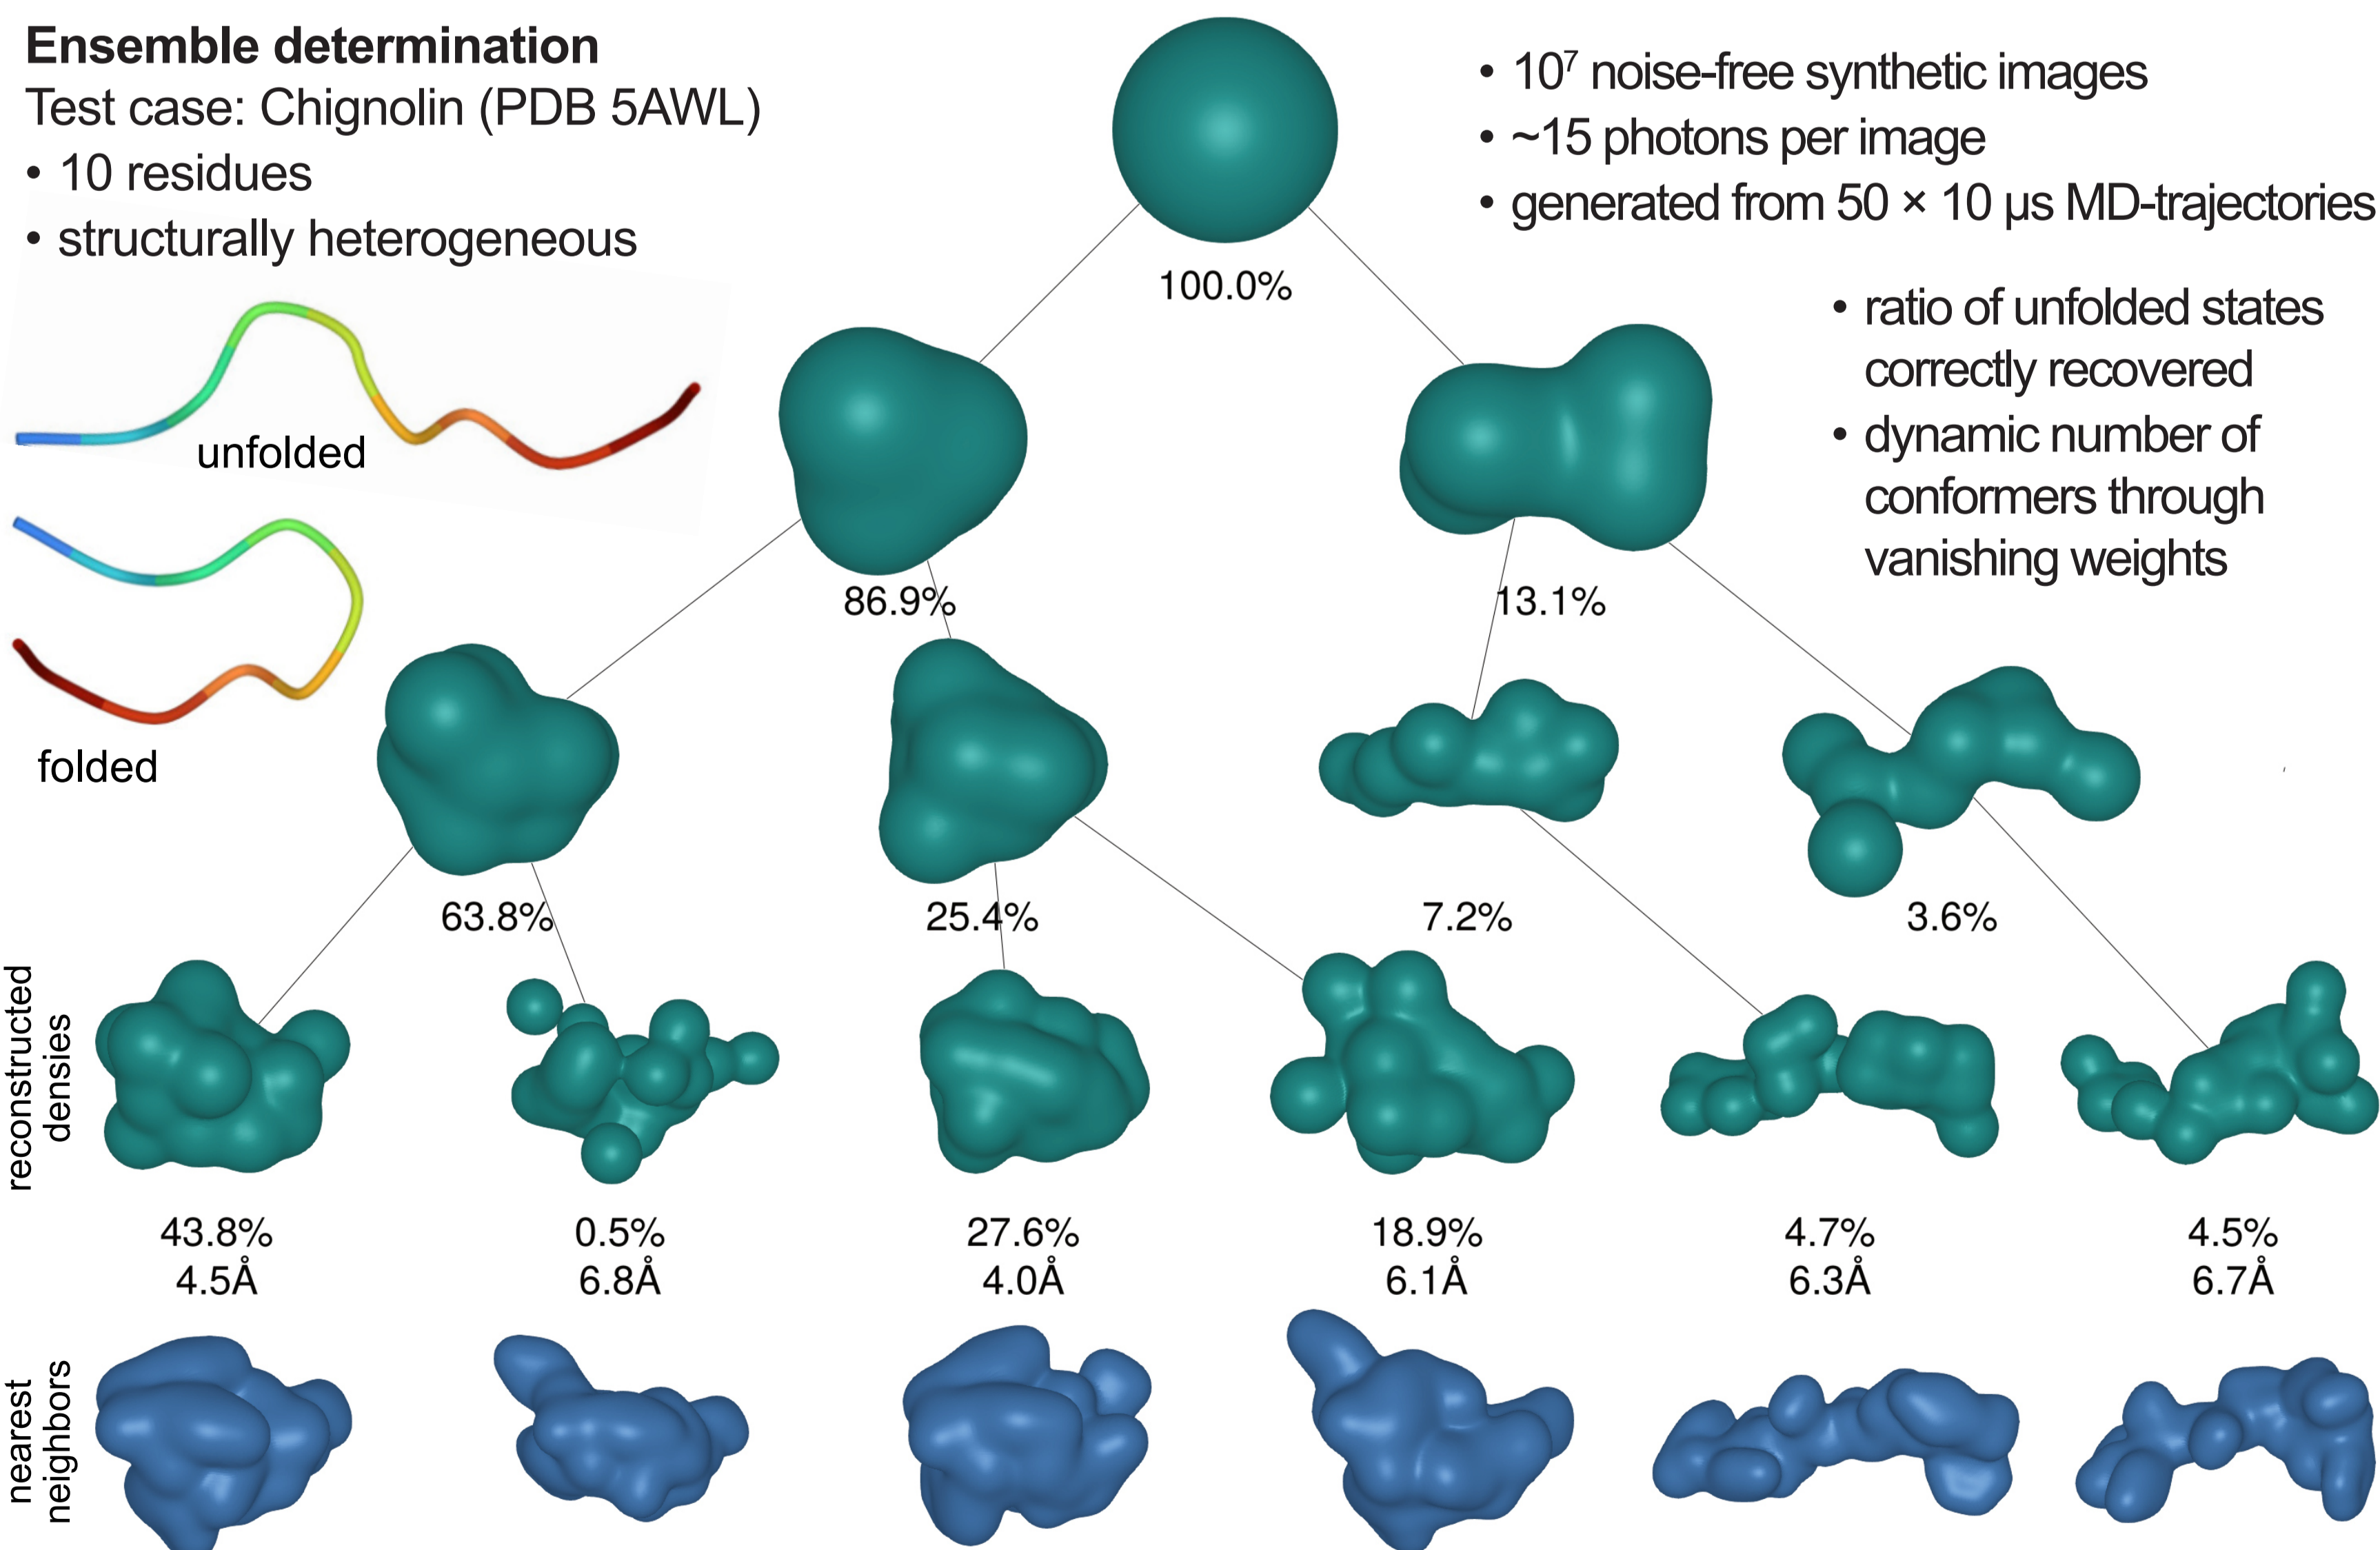 Ensemble determination
Test case: Chignolin (PDB 5AWL)
• 10 residues
• structurally heterogeneous
• 10⁷ noise-free synthetic images
• ~15 photons per image
• generated from 50 × 10 µs MD-trajectories
• ratio of unfolded states
correctly recovered
• dynamic number of
conformers through
vanishing weights
unfolded
folded
100.0%
86.9%
13.1%
63.8%
25.4%
7.2%
3.6%
reconstructed
densies
43.8%
0.5%
27.6%
18.9%
4.7%
4.5%
4.5Å
6.8Å
4.0Å
6.1Å
6.3Å
6.7Å
nearest
neighbors